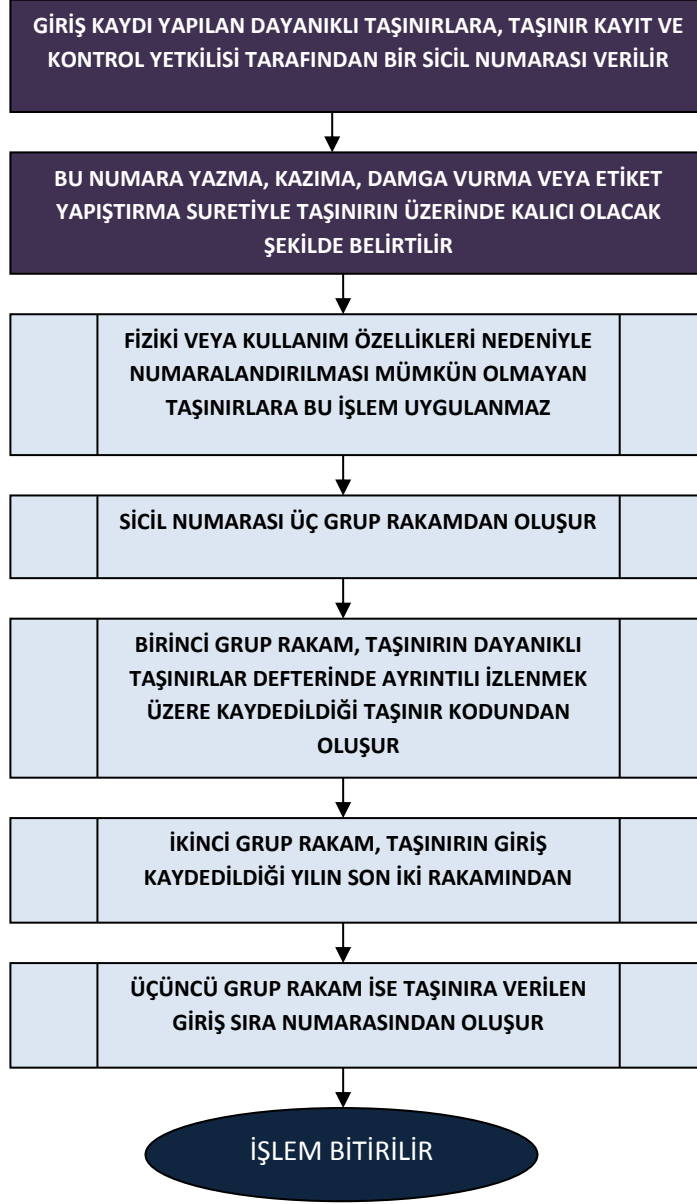 GİRİŞ KAYDI YAPILAN DAYANIKLI TAŞINIRLARA, TAŞINIR KAYIT VE
KONTROL YETKİLİSİ TARAFINDAN BİR SİCİL NUMARASI VERİLİR
BU NUMARA YAZMA, KAZIMA, DAMGA VURMA VEYA ETİKET
YAPIŞTIRMA SURETİYLE TAŞINIRIN ÜZERİNDE KALICI OLACAK
ŞEKİLDE BELİRTİLİR
FİZİKİ VEYA KULLANIM ÖZELLİKLERİ NEDENİYLE
NUMARALANDIRILMASI MÜMKÜN OLMAYAN
TAŞINIRLARA BU İŞLEM UYGULANMAZ
SİCİL NUMARASI ÜÇ GRUP RAKAMDAN OLUŞUR
BİRİNCİ GRUP RAKAM, TAŞINIRIN DAYANIKLI
TAŞINIRLAR DEFTERİNDE AYRINTILI İZLENMEK
ÜZERE KAYDEDİLDİĞİ TAŞINIR KODUNDAN
OLUŞUR
İKİNCİ GRUP RAKAM, TAŞINIRIN GİRİŞ
KAYDEDİLDİĞİ YILIN SON İKİ RAKAMINDAN
ÜÇÜNCÜ GRUP RAKAM İSE TAŞINIRA VERİLEN
GİRİŞ SIRA NUMARASINDAN OLUŞUR
İŞLEM BİTİRİLİR